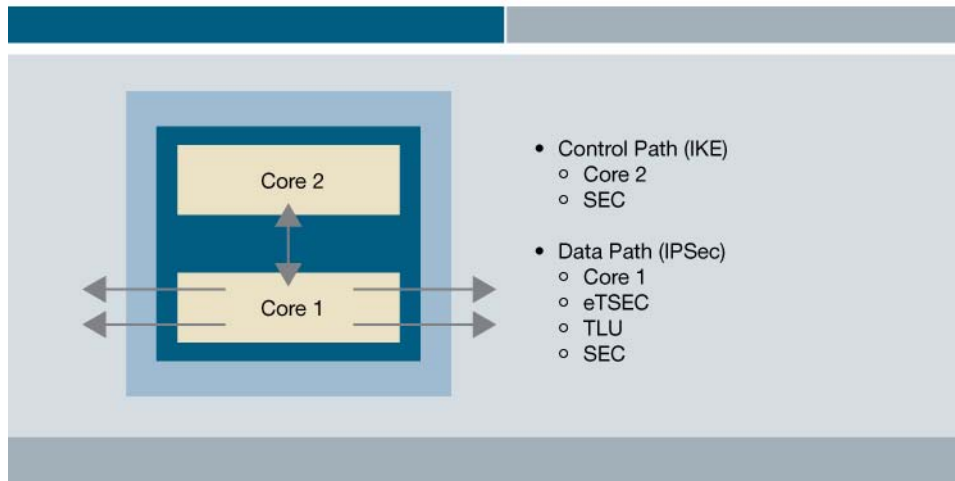 Core 2
Core 1
• Control Path (IKE)
○ Core 2
○ SEC
• Data Path (IPSec)
○ Core 1
○ eTSEC
○ TLU
○ SEC